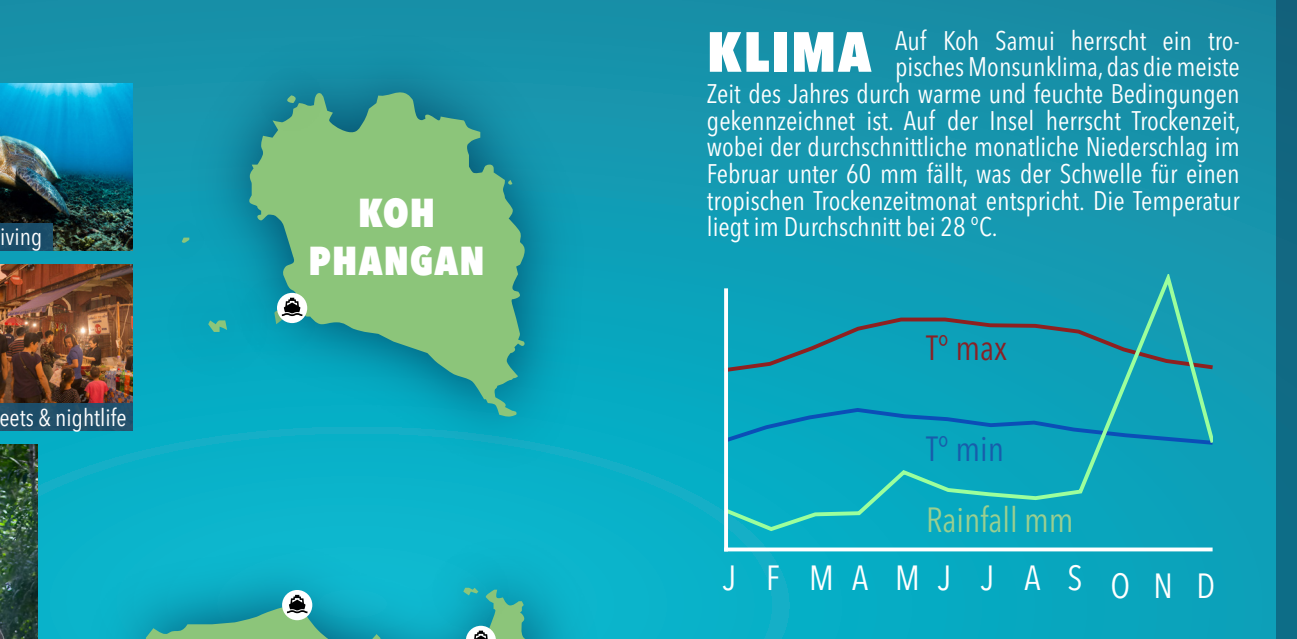 KLIMA Auf Koh Samui herrscht ein tro-
pisches Monsunklima, das die meiste
Zeit des Jahres durch warme und feuchte Bedingungen
gekennzeichnet ist. Auf der Insel herrscht Trockenzeit,
wobei der durchschnittliche monatliche Niederschlag im
Februar unter 60 mm fällt, was der Schwelle für einen
tropischen Trockenzeitmonat entspricht. Die Temperatur
liegt im Durchschnitt bei 28 ºC.
KOH
PHANGAN
iving
eets & nightlife
Tº max
Tº min
Rainfall mm
J F M A M J J A S O N D